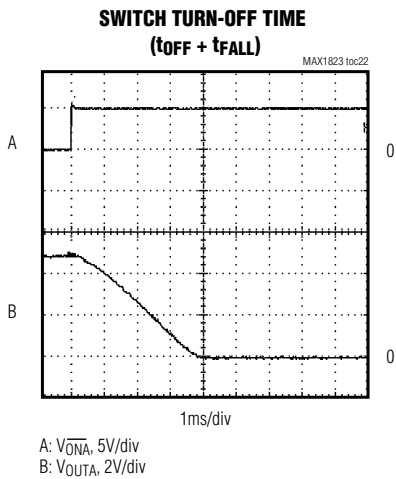 SWITCH TURN-OFF TIME
(tOFF + tFALL)
MAX1823 toc22
A
0
B
0
1ms/div
A: VONA, 5V/div
B: VOUTA, 2V/div